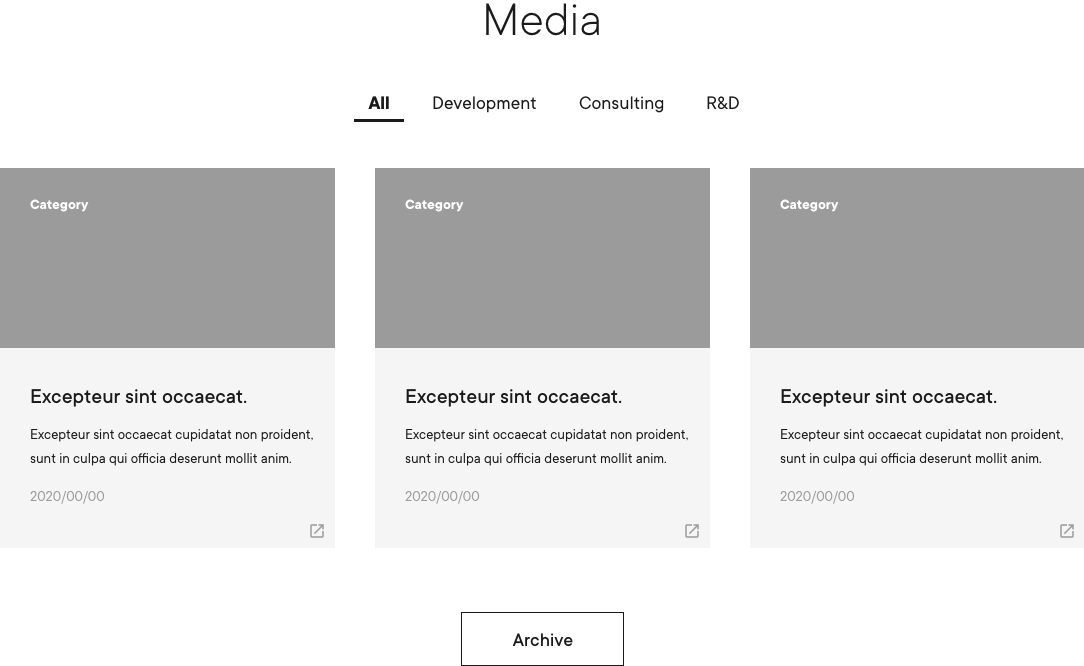 Media
All Development Consulting R&D
Category
Excepteur sint occaecat.
Excepteur sint occaecat cupidatat non proident,
sunt in culpa qui officia deserunt mollit anim.
2020/00/00
Category
Excepteur sint occaecat.
Excepteur sint occaecat cupidatat non proident,
sunt in culpa qui officia deserunt mollit anim.
2020/00/00
Category
Excepteur sint occaecat.
Excepteur sint occaecat cupidatat non proident,
sunt in culpa qui officia deserunt mollit anim.
2020/00/00
Archive